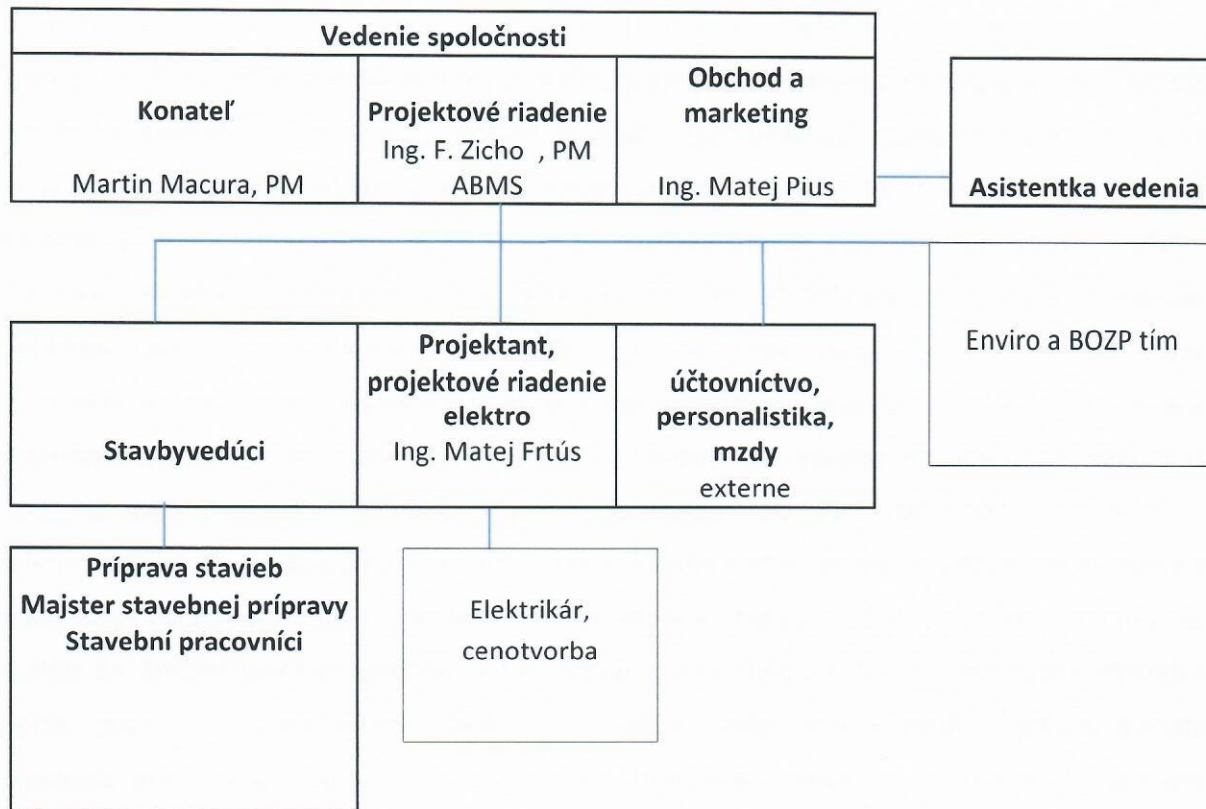 Vedenie spoločnosti
Konateľ
Martin Macura, PM
Projektové riadenie
Ing. F. Zicho , PM
ABMS
Obchod a
marketing
Ing. Matej Pius
Asistentka vedenia
Stavbyvedúci
Projektant,
projektové riadenie
elektro
Ing. Matej Frtús
účtovníctvo,
personalistika,
mzdy
externe
Enviro a BOZP tím
Príprava stavieb
Majster stavebnej prípravy
Stavební pracovníci
Elektrikár,
cenotvorba